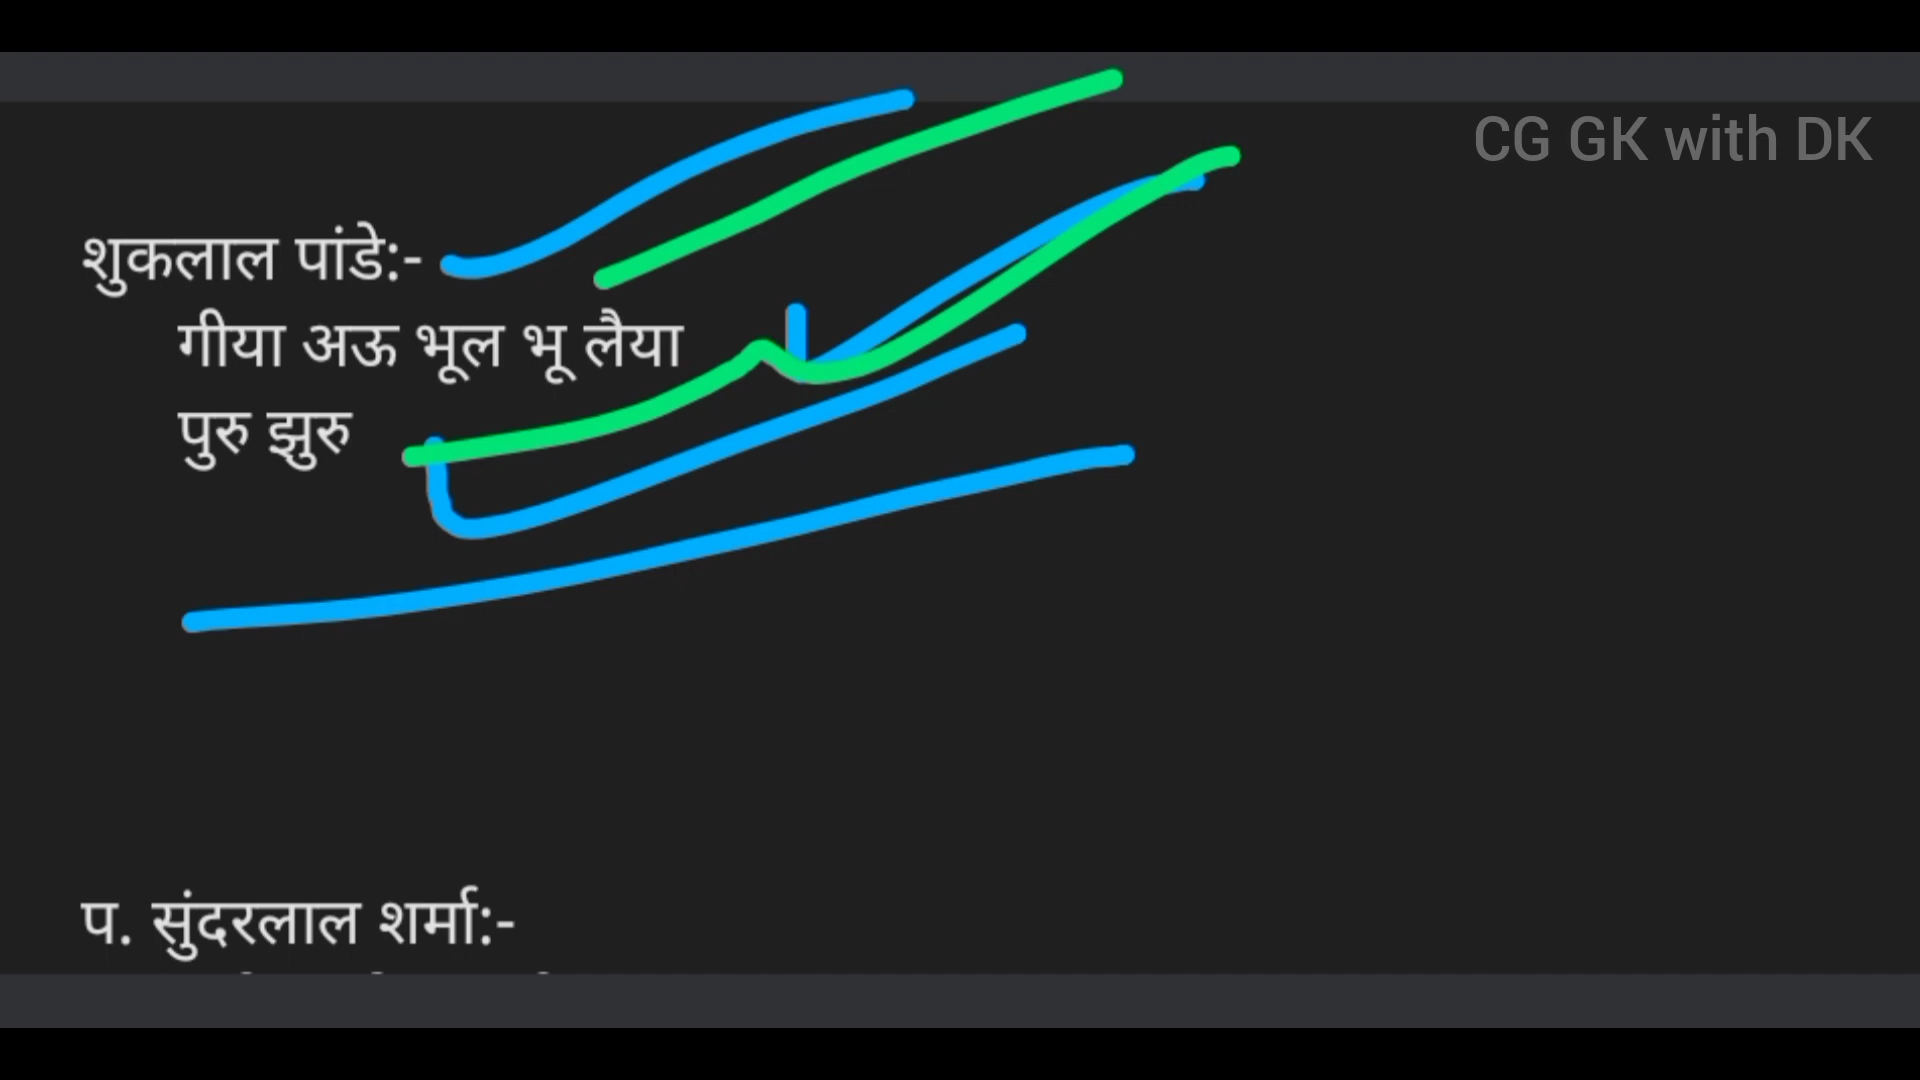 CG GK with DK
शुकलाल पांडे:-
गीया अऊ भूल भू लैया
पुरु झुरु
प. सुंदरलाल शर्मा:-